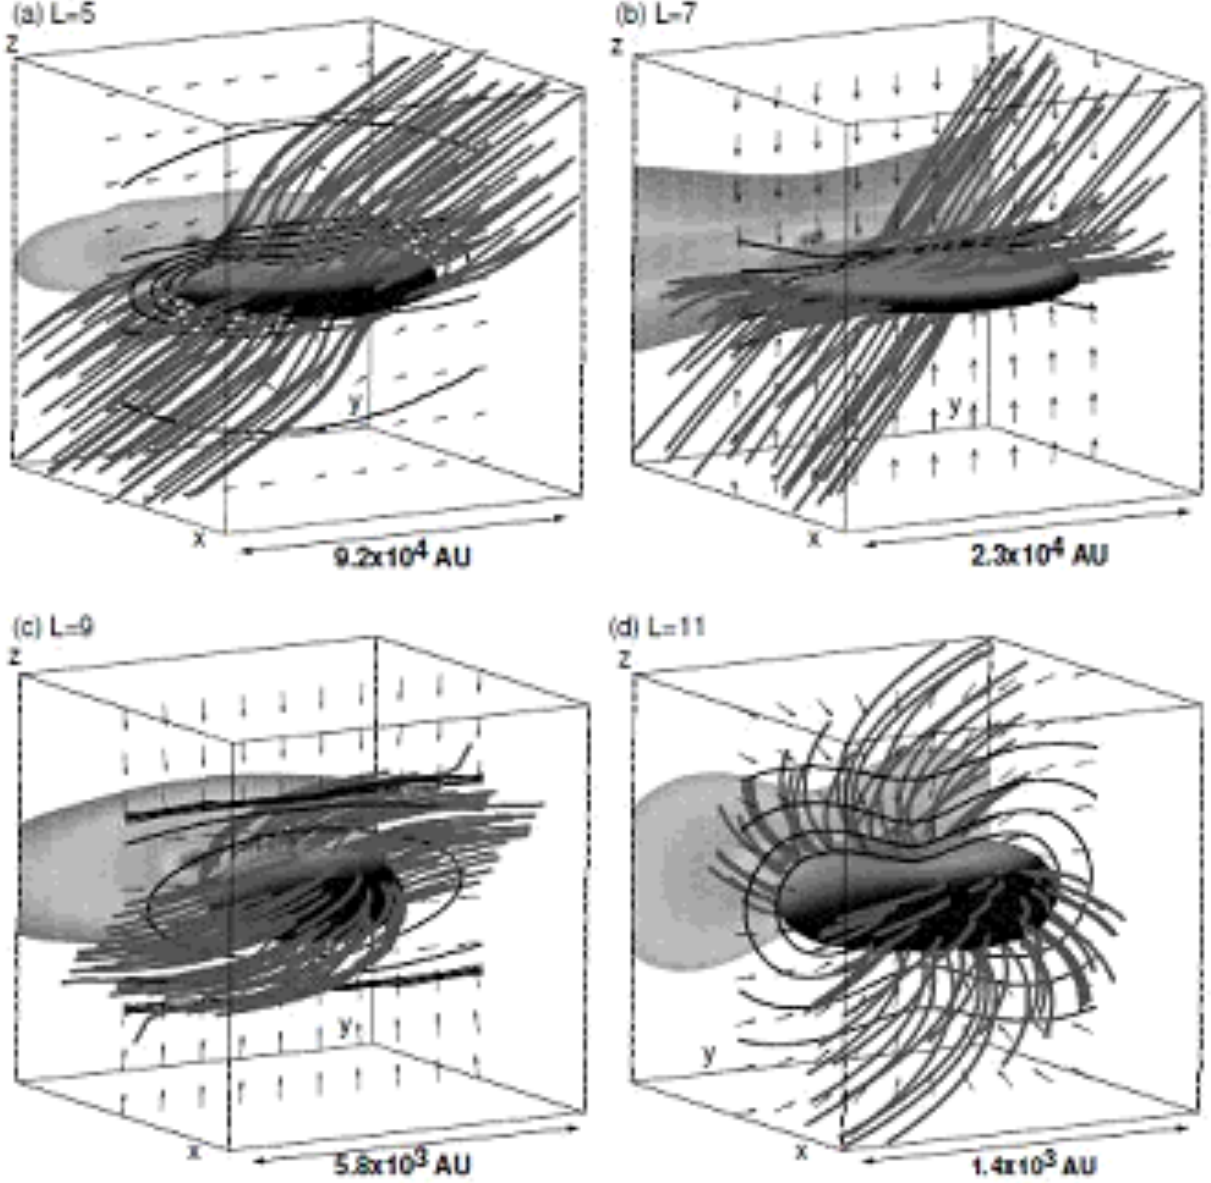 (a) L=5
z
y
x
9.2x10⁴ AU
(b) L=7
z
y
x
2.3x10⁴ AU
(c) L=9
z
y
x
5.8x10³ AU
(d) L=11
z
y
x
1.4x10³ AU